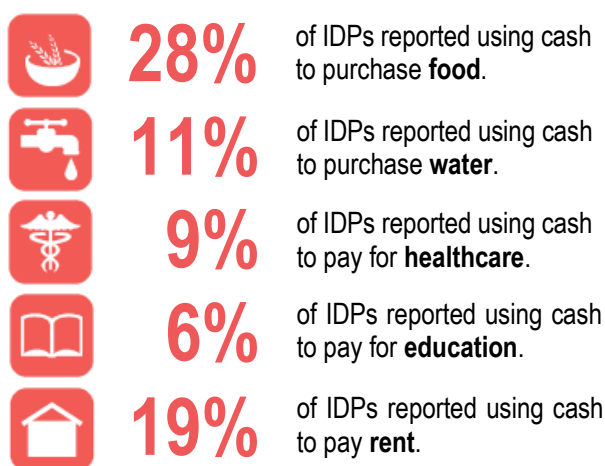 28%
of IDPs reported using cash
to purchase food.
11%
of IDPs reported using cash
to purchase water.
9%
of IDPs reported using cash
to pay for healthcare.
6%
of IDPs reported using cash
to pay for education.
19%
of IDPs reported using cash
to pay rent.